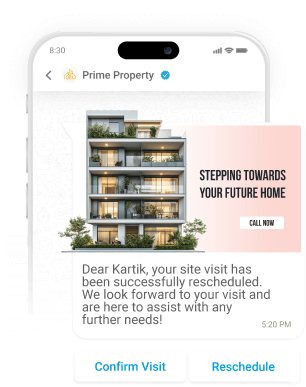 8:30
Prime Property
STEPPING TOWARDS
YOUR FUTURE HOME
CALL NOW
Dear Kartik, your site visit has
been successfully rescheduled.
We look forward to your visit and
are here to assist with any
further needs!
5:20 PM
Confirm Visit
Reschedule